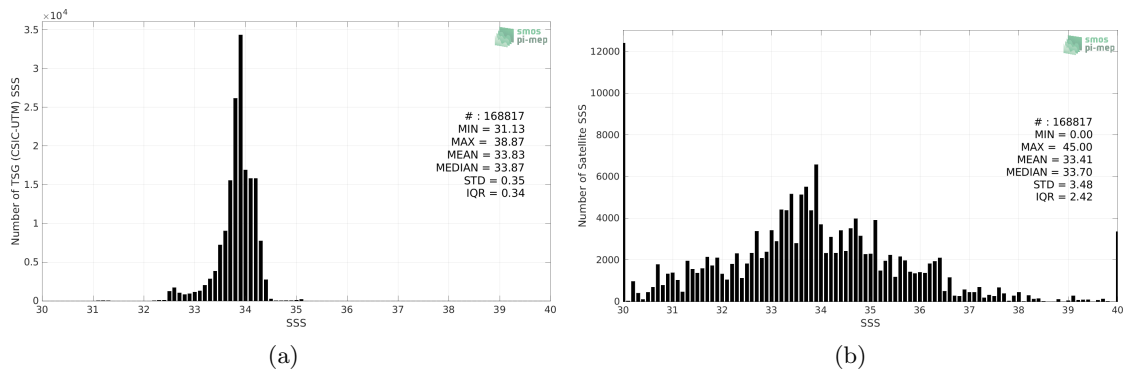 ×10⁴
3.5
3
2.5
2
1.5
1
0.5
0
Number of TSG (CSIC-UTM) SSS
30 31 32 33 34 35 36 37 38 39 40
SSS
smos
pi-mep
# : 168817
MIN = 31.13
MAX = 38.87
MEAN = 33.83
MEDIAN = 33.87
STD = 0.35
IQR = 0.34
(a)
12000
10000
8000
6000
4000
2000
0
Number of Satellite SSS
30 31 32 33 34 35 36 37 38 39 40
SSS
smos
pi-mep
# : 168817
MIN = 0.00
MAX = 45.00
MEAN = 33.41
MEDIAN = 33.70
STD = 3.48
IQR = 2.42
(b)